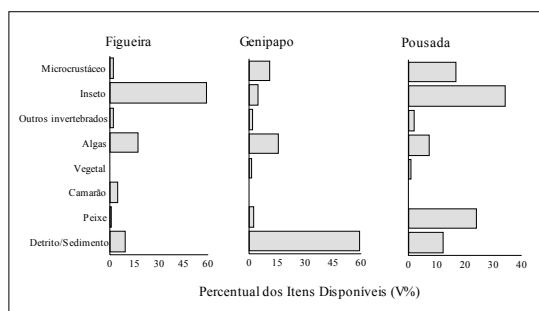 Figueira Genipapo Pousada
Microcrustáceo
Inseto
Outros invertebrados
Algas
Vegetal
Camarão
Peixe
Detrito/Sedimento
0 15 30 45 60 0 15 30 45 60 0 10 20 30 40
Percentual dos Itens Disponíveis (V%)